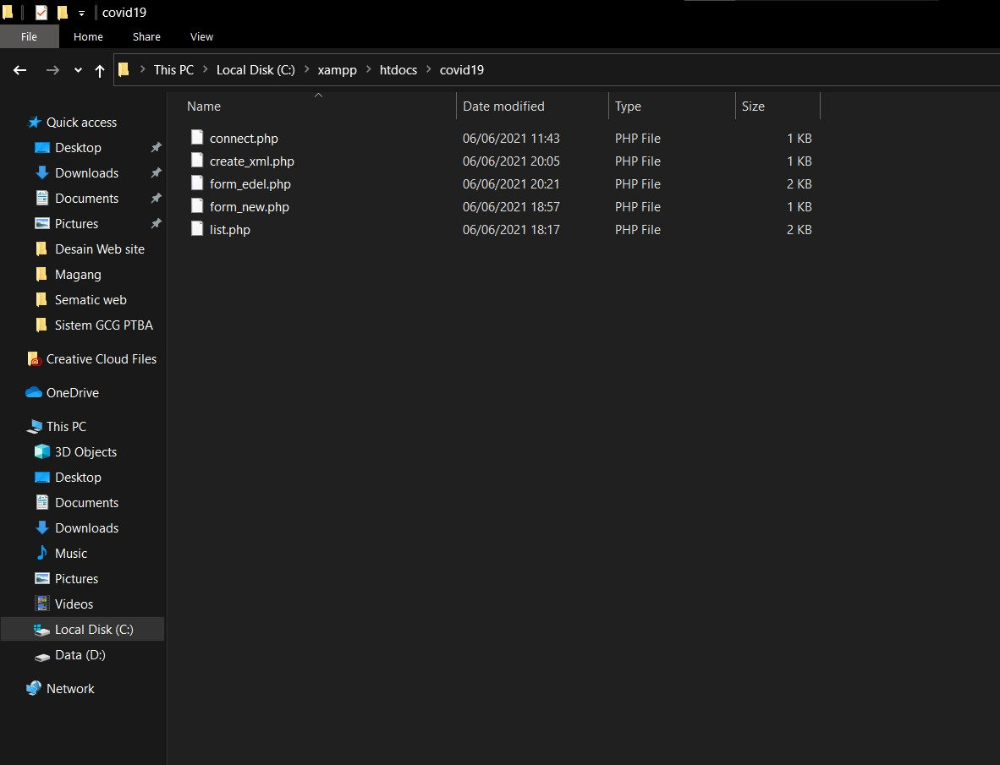 covid19
File Home Share View
This PC Local Disk (C:) xampp htdocs covid19
Name Date modified Type Size
connect.php 06/06/2021 11:43 PHP File 1 KB
create_xml.php 06/06/2021 20:05 PHP File 1 KB
form_edel.php 06/06/2021 20:21 PHP File 2 KB
form_new.php 06/06/2021 18:57 PHP File 1 KB
list.php 06/06/2021 18:17 PHP File 2 KB
Quick access
Desktop
Downloads
Documents
Pictures
Desain Web site
Magang
Sematic web
Sistem GCG PTBA
Creative Cloud Files
OneDrive
This PC
3D Objects
Desktop
Documents
Downloads
Music
Pictures
Videos
Local Disk (C:)
Data (D:)
Network